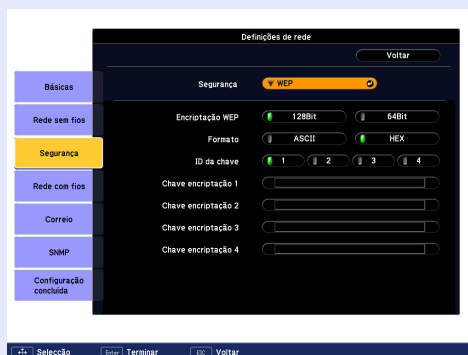 Definições de rede
Voltar
Básicas
Rede sem fios
Segurança
Rede com fios
Correio
SNMP
Configuração
concluída
Segurança WEP
Encriptação WEP 128Bit 64Bit
Formato ASCII HEX
ID da chave 1 2 3 4
Chave encriptação 1
Chave encriptação 2
Chave encriptação 3
Chave encriptação 4
Selecção Enter Terminar ESC Voltar